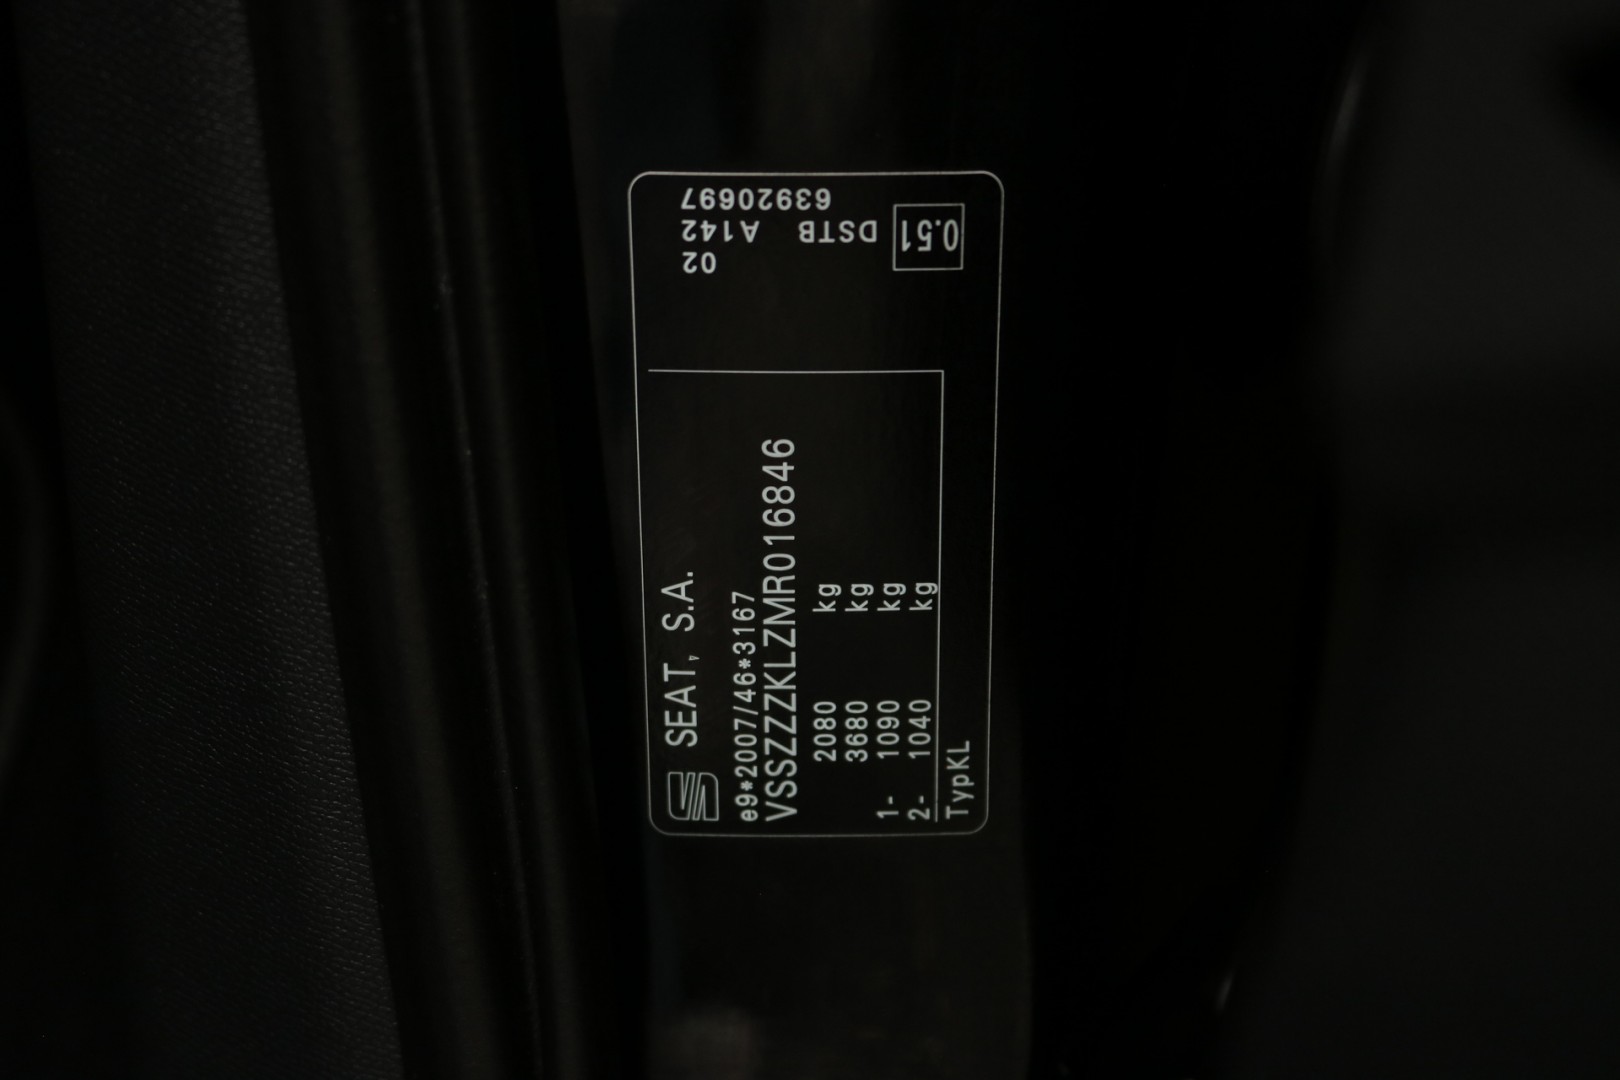 SEAT, S.A.
e9*2007/46*3167
VSSZZZKLZMR016846
2080 kg
3680 kg
1- 1090 kg
2- 1040 kg
TypKL
02
A142 DSTB 0.51
63920697